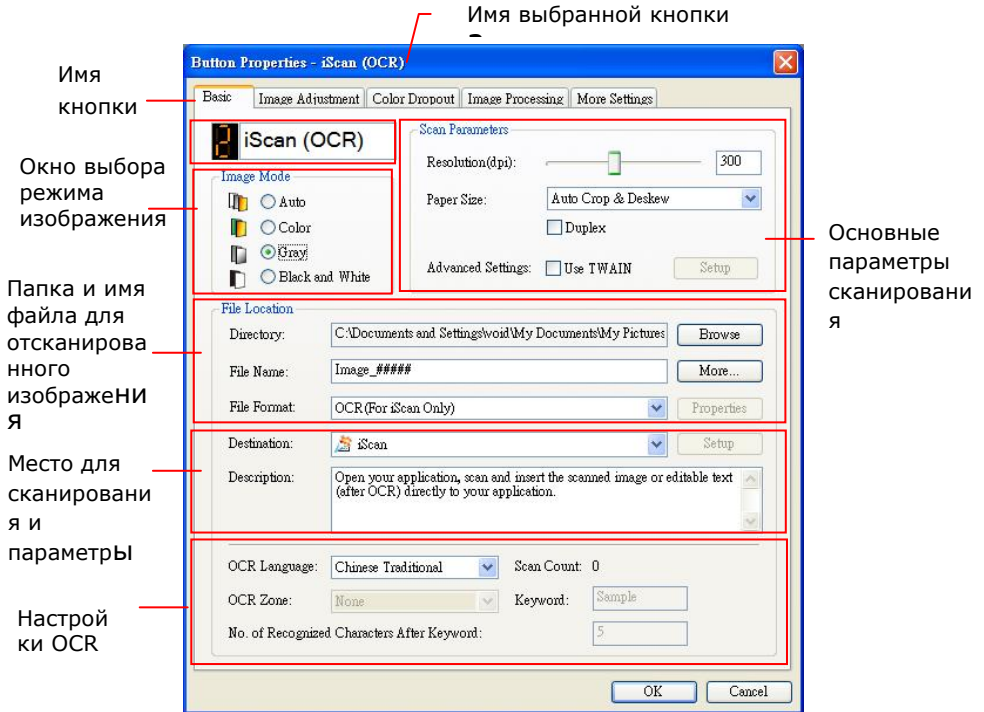 Имя выбранной кнопки
Имя
кнопки
Окно выбора
режима
изображения
Папка и имя
файла для
отсканирова
нного
изображени
я
Место для
сканировани
я и
параметры
Настрой
ки OCR
Button Properties - iScan (OCR)
Basic Image Adjustment Color Dropout Image Processing More Settings
2 iScan (OCR)
Image Mode
Auto
Color
Gray
Black and White
Scan Parameters
Resolution(dpi): 300
Paper Size: Auto Crop & Deskew
Duplex
Advanced Settings: Use TWAIN Setup
File Location
Directory: C:\Documents and Settings\void\My Documents\My Pictures Browse
File Name: Image_##### More...
File Format: OCR(For iScan Only) Properties
Destination: iScan Setup
Description: Open your application, scan and insert the scanned image or editable text
(after OCR) directly to your application.
OCR Language: Chinese Traditional Scan Count: 0
OCR Zone: None Keyword: Sample
No. of Recognized Characters After Keyword: 5
OK Cancel
Основные
параметры
сканировани
я